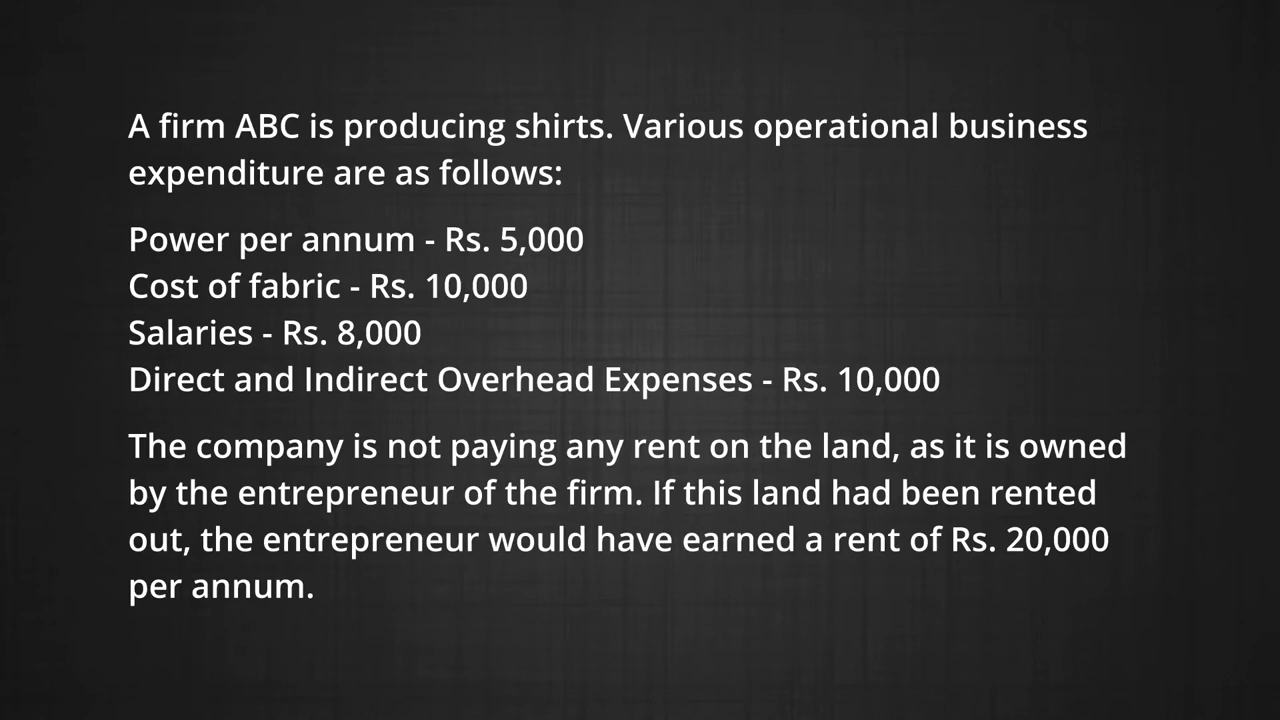 A firm ABC is producing shirts. Various operational business
expenditure are as follows:
Power per annum - Rs. 5,000
Cost of fabric - Rs. 10,000
Salaries - Rs. 8,000
Direct and Indirect Overhead Expenses - Rs. 10,000
The company is not paying any rent on the land, as it is owned
by the entrepreneur of the firm. If this land had been rented
out, the entrepreneur would have earned a rent of Rs. 20,000
per annum.